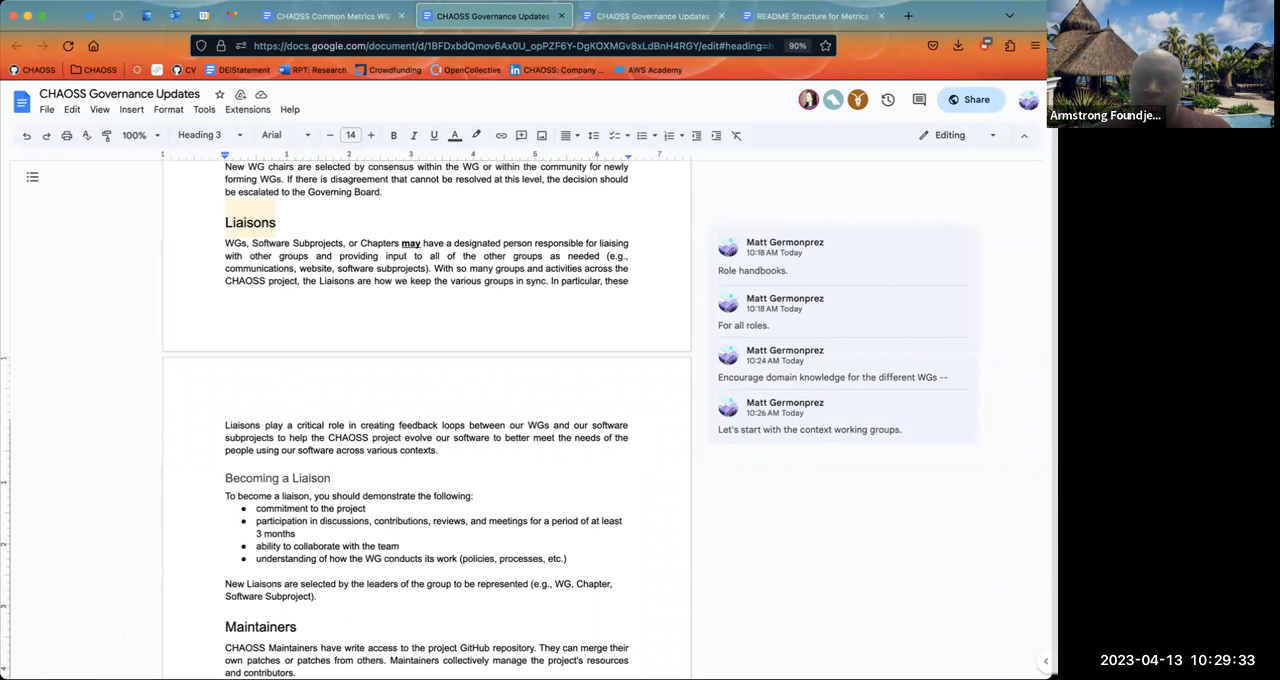 CHAOSS Common Metrics WG
CHAOSS Governance Updates
CHAOSS Governance Updates
README Structure for Metrics
https://docs.google.com/document/d/1BFDxbdQmov6Ax0U_opPZF6Y-DgKOXMGv8xLdBnH4RGY/edit#heading=h
90%
CHAOSS
CHAOSS
CV
DEIStatement
RPT: Research
Crowdfunding
OpenCollective
CHAOSS: Company ...
AWS Academy
Armstrong Foundje...
CHAOSS Governance Updates
File Edit View Insert Format Tools Extensions Help
Share
100% Heading 3 Arial 14 B I U A Editing
1 1 2 3 4 5 6 7
New WG chairs are selected by consensus within the WG or within the community for newly
forming WGs. If there is disagreement that cannot be resolved at this level, the decision should
be escalated to the Governing Board.
Liaisons
WGs, Software Subprojects, or Chapters may have a designated person responsible for liaising
with other groups and providing input to all of the other groups as needed (e.g.,
communications, website, software subprojects). With so many groups and activities across the
CHAOSS project, the Liaisons are how we keep the various groups in sync. In particular, these
Liaisons play a critical role in creating feedback loops between our WGs and our software
subprojects to help the CHAOSS project evolve our software to better meet the needs of the
people using our software across various contexts.
Becoming a Liaison
To become a liaison, you should demonstrate the following:
● commitment to the project
● participation in discussions, contributions, reviews, and meetings for a period of at least
3 months
● ability to collaborate with the team
● understanding of how the WG conducts its work (policies, processes, etc.)
New Liaisons are selected by the leaders of the group to be represented (e.g., WG, Chapter,
Software Subproject).
Maintainers
CHAOSS Maintainers have write access to the project GitHub repository. They can merge their
own patches or patches from others. Maintainers collectively manage the project's resources
and contributors.
Matt Germonprez
10:18 AM Today
Role handbooks.
Matt Germonprez
10:18 AM Today
For all roles.
Matt Germonprez
10:24 AM Today
Encourage domain knowledge for the different WGs --
Matt Germonprez
10:26 AM Today
Let's start with the context working groups.
2023-04-13 10:29:33